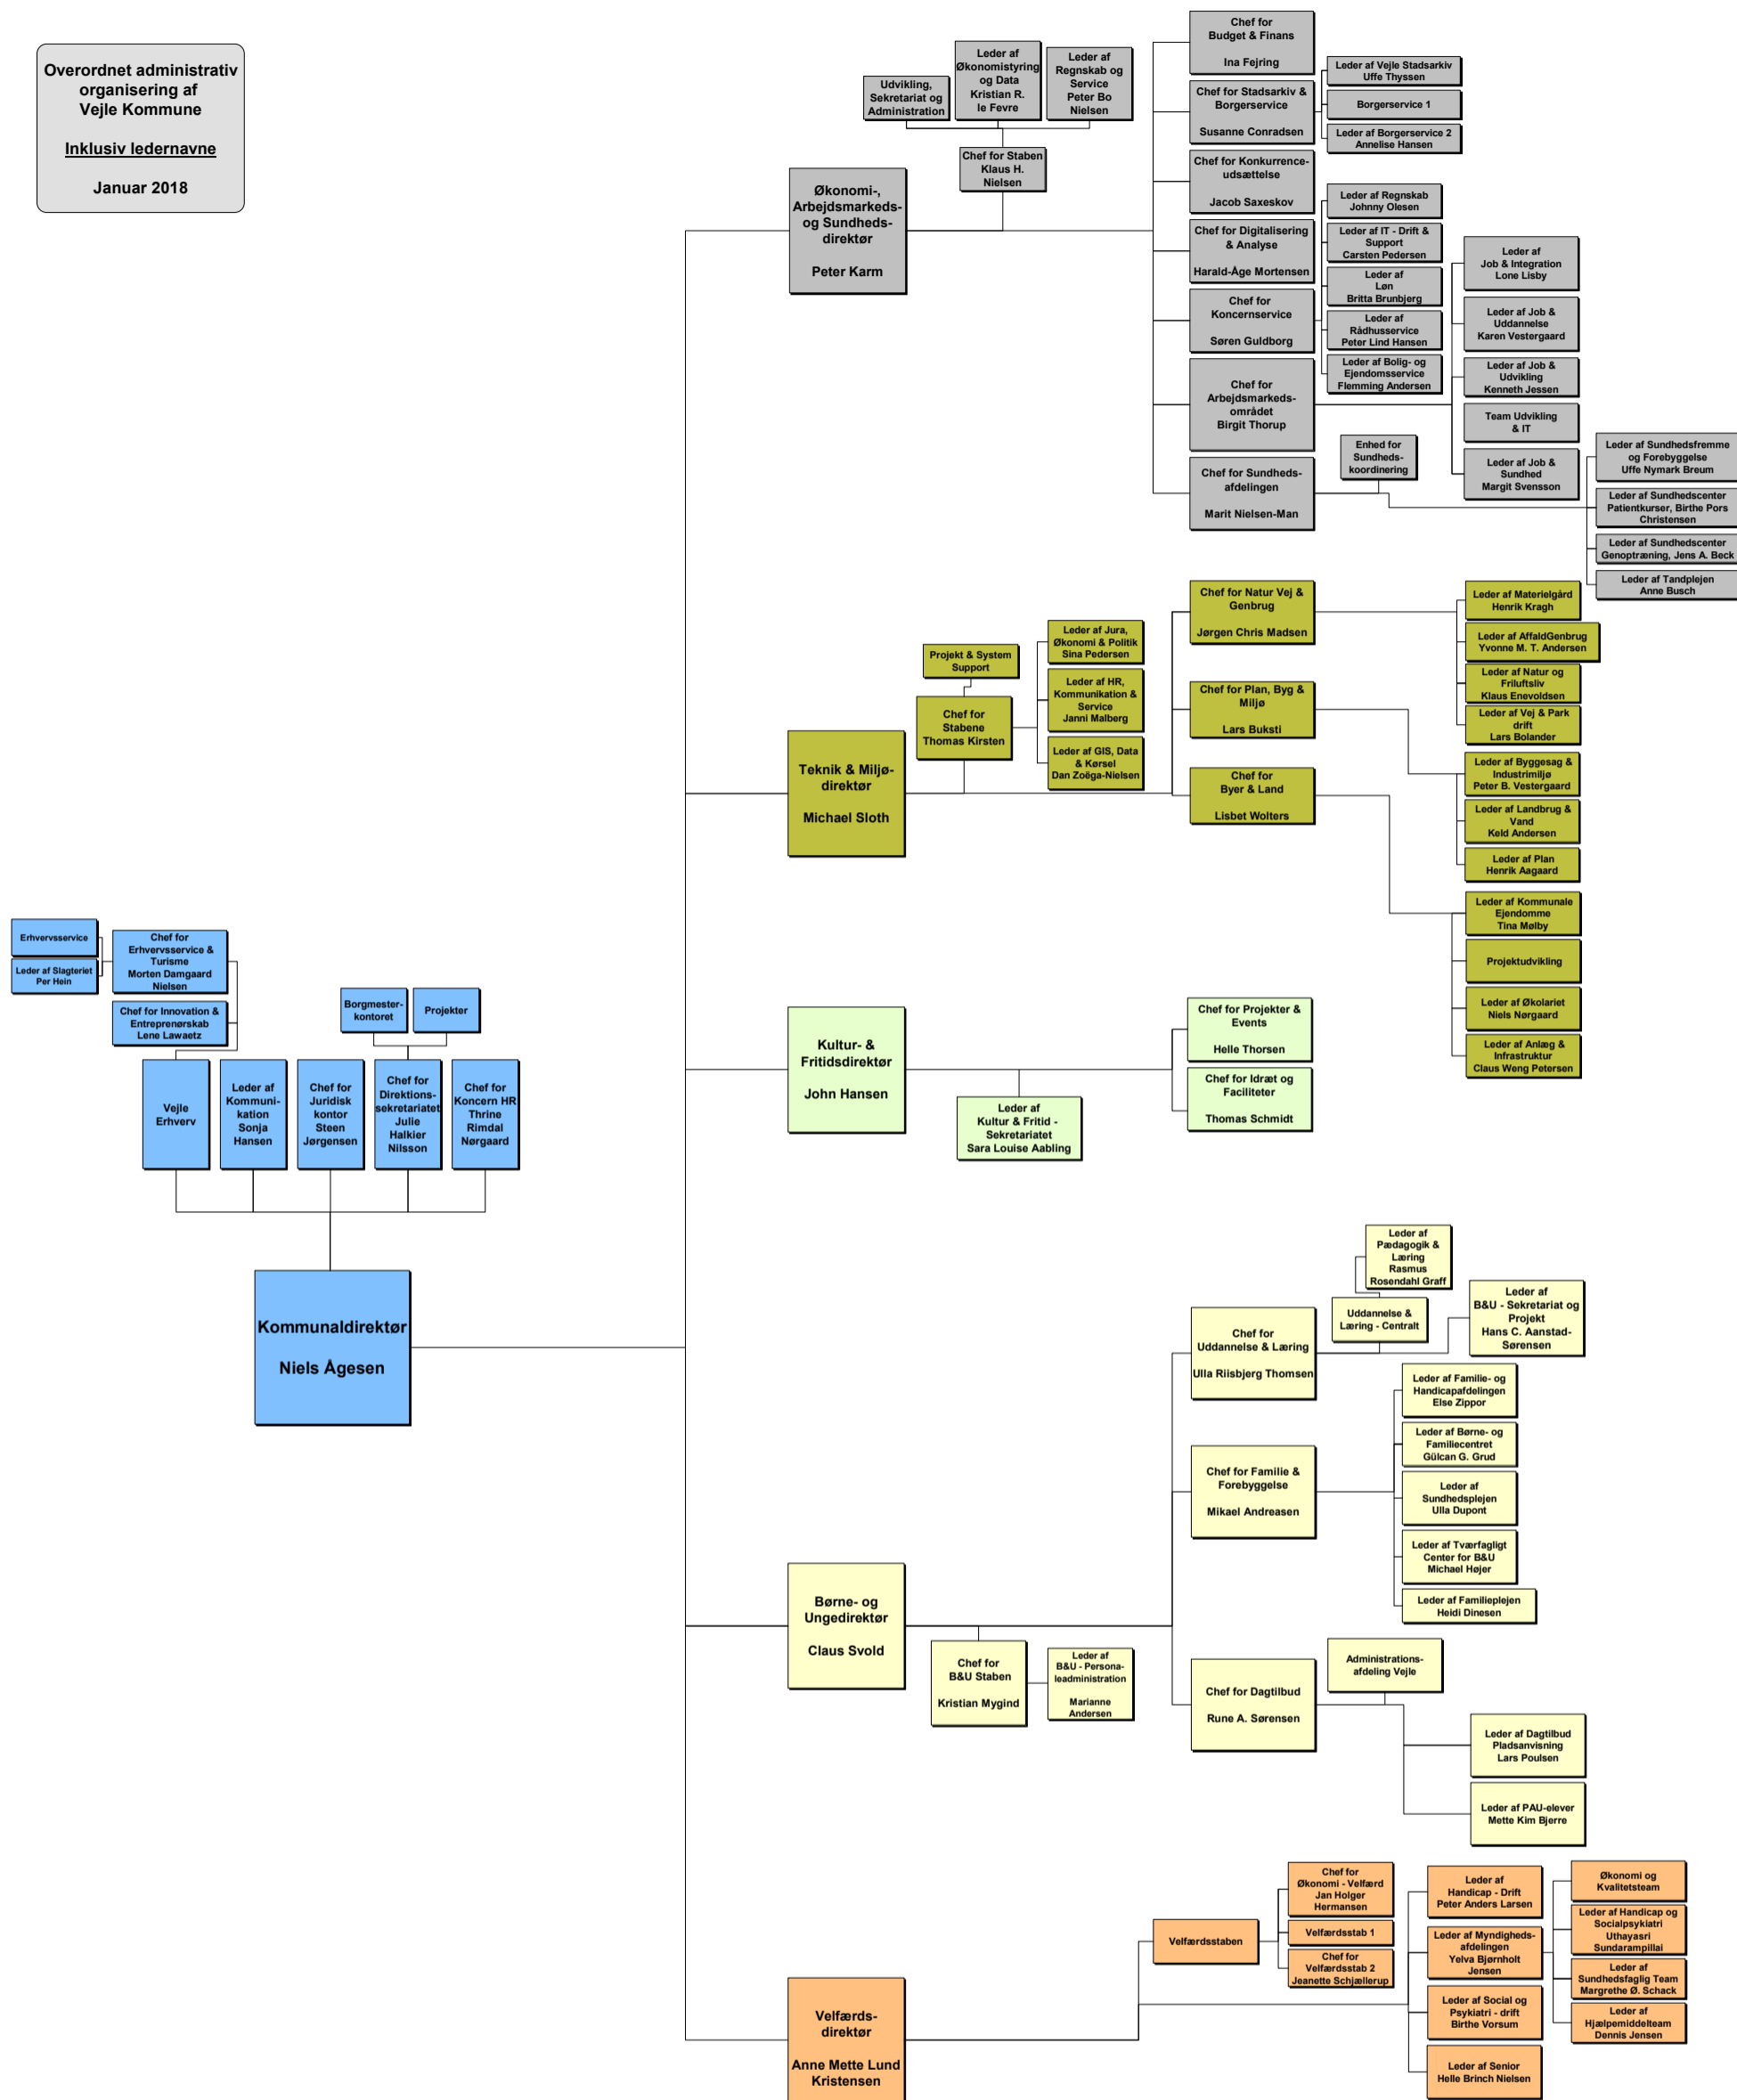 Overordnet administrativ
organisering af
Vejle Kommune
Inklusiv ledernavne
Januar 2018
Udvikling,
Sekretariat og
Administration
Leder af
Økonomistyring
og Data
Kristian R.
le Fevre
Leder af
Regnskab og
Service
Peter Bo
Nielsen
Chef for Staben
Klaus H.
Nielsen
Økonomi-,
Arbejdsmarkeds-
og Sundheds-
direktør
Peter Karm
Chef for
Budget & Finans
Ina Fejring
Chef for Stadsarkiv &
Borgerservice
Susanne Conradsen
Leder af Vejle Stadsarkiv
Uffe Thyssen
Borgerservice 1
Leder af Borgerservice 2
Annelise Hansen
Chef for Konkurrence-
udsættelse
Jacob Saxeskov
Chef for Digitalisering
& Analyse
Harald-Åge Mortensen
Chef for
Koncernservice
Søren Guldborg
Leder af Regnskab
Johnny Olesen
Leder af IT - Drift &
Support
Carsten Pedersen
Leder af
Løn
Britta Brunbjerg
Leder af
Rådhusservice
Peter Lind Hansen
Leder af Bolig- og
Ejendomsservice
Flemming Andersen
Chef for
Arbejdsmarkeds-
området
Birgit Thorup
Leder af
Job & Integration
Lone Lisby
Leder af Job &
Uddannelse
Karen Vestergaard
Leder af Job &
Udvikling
Kenneth Jessen
Team Udvikling
& IT
Leder af Job &
Sundhed
Margit Svensson
Chef for Sundheds-
afdelingen
Marit Nielsen-Man
Enhed for
Sundheds-
koordinering
Leder af Sundhedsfremme
og Forebyggelse
Uffe Nymark Breum
Leder af Sundhedscenter
Patientkurser, Birthe Pors
Christensen
Leder af Sundhedscenter
Genoptræning, Jens A. Beck
Leder af Tandplejen
Anne Busch
Teknik & Miljø-
direktør
Michael Sloth
Projekt & System
Support
Chef for
Stabene
Thomas Kirsten
Leder af Jura,
Økonomi & Politik
Sina Pedersen
Leder af HR,
Kommunikation &
Service
Janni Malberg
Leder af GIS, Data
& Kørsel
Dan Zoëga-Nielsen
Chef for Natur Vej &
Genbrug
Jørgen Chris Madsen
Leder af Materielgård
Henrik Kragh
Leder af AffaldGenbrug
Yvonne M. T. Andersen
Leder af Natur og
Friluftsliv
Klaus Enevoldsen
Leder af Vej & Park
drift
Lars Bolander
Chef for Plan, Byg &
Miljø
Lars Buksti
Leder af Byggesag &
Industrimiljø
Peter B. Vestergaard
Leder af Landbrug &
Vand
Keld Andersen
Leder af Plan
Henrik Aagaard
Chef for
Byer & Land
Lisbet Wolters
Leder af Kommunale
Ejendomme
Tina Mølby
Projektudvikling
Leder af Økolariet
Niels Nørgaard
Leder af Anlæg &
Infrastruktur
Claus Weng Petersen
Erhvervsservice
Leder af Slagteriet
Per Hein
Chef for
Erhvervsservice &
Turisme
Morten Damgaard
Nielsen
Chef for Innovation &
Entreprenørskab
Lene Lawaetz
Borgmester-
kontoret
Projekter
Vejle
Erhverv
Leder af
Kommuni-
kation
Sonja
Hansen
Chef for
Juridisk
kontor
Steen
Jørgensen
Chef for
Direktions-
sekretariatet
Julie
Halkier
Nilsson
Chef for
Koncern HR
Thrine
Rimdal
Nørgaard
Kommunaldirektør
Niels Ågesen
Kultur- &
Fritidsdirektør
John Hansen
Leder af
Kultur & Fritid -
Sekretariatet
Sara Louise Aabling
Chef for Projekter &
Events
Helle Thorsen
Chef for Idræt og
Faciliteter
Thomas Schmidt
Børne- og
Ungedirektør
Claus Svold
Chef for
B&U Staben
Kristian Mygind
Leder af
B&U - Persona-
leadministration
Marianne
Andersen
Chef for
Uddannelse & Læring
Ulla Riisbjerg Thomsen
Leder af
Pædagogik &
Læring
Rasmus
Rosendahl Graff
Uddannelse &
Læring - Centralt
Leder af
B&U - Sekretariat og
Projekt
Hans C. Aanstad-
Sørensen
Chef for Familie &
Forebyggelse
Mikael Andreasen
Leder af Familie- og
Handicapafdelingen
Else Zippor
Leder af Børne- og
Familiecentret
Gülcan G. Grud
Leder af
Sundhedsplejen
Ulla Dupont
Leder af Tværfagligt
Center for B&U
Michael Højer
Leder af Familieplejen
Heidi Dinesen
Chef for Dagtilbud
Rune A. Sørensen
Administrations-
afdeling Vejle
Leder af Dagtilbud
Pladsanvisning
Lars Poulsen
Leder af PAU-elever
Mette Kim Bjerre
Velfærds-
direktør
Anne Mette Lund
Kristensen
Velfærdsstaben
Chef for
Økonomi - Velfærd
Jan Holger
Hermansen
Velfærdsstab 1
Chef for
Velfærdsstab 2
Jeanette Schjællerup
Leder af
Handicap - Drift
Peter Anders Larsen
Leder af Myndigheds-
afdelingen
Yelva Bjørnholt
Jensen
Leder af Social og
Psykiatri - drift
Birthe Vorsum
Leder af Senior
Helle Brinch Nielsen
Økonomi og
Kvalitetsteam
Leder af Handicap og
Socialpsykiatri
Uthayasri
Sundarampillai
Leder af
Sundhedsfaglig Team
Margrethe Ø. Schack
Leder af
Hjælpemiddelteam
Dennis Jensen